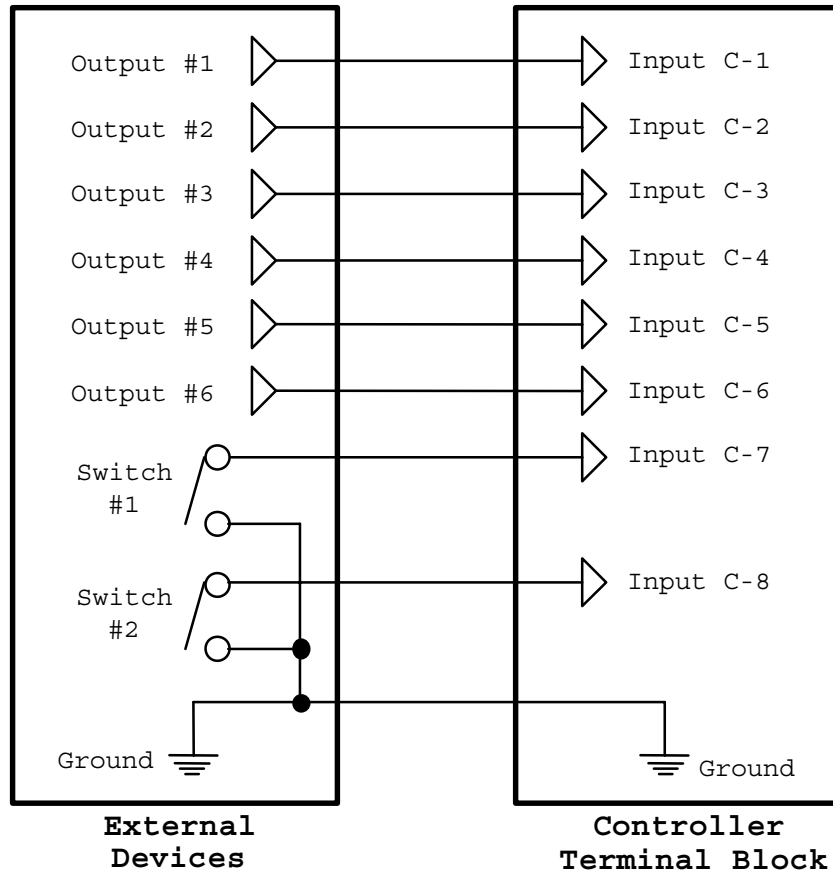 Output #1
Input C-1
Output #2
Input C-2
Output #3
Input C-3
Output #4
Input C-4
Output #5
Input C-5
Output #6
Input C-6
Switch
#1
Input C-7
Switch
#2
Input C-8
Ground
Ground
External
Devices
Controller
Terminal Block